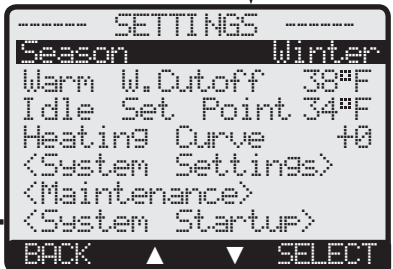 ------ SETTINGS ------
Season Winter
Warm W.Cutoff 38°F
Idle Set Point 34°F
Heating Curve +0
<System Settings>
<Maintenance>
<System Startup>
BACK ▲ ▼ SELECT